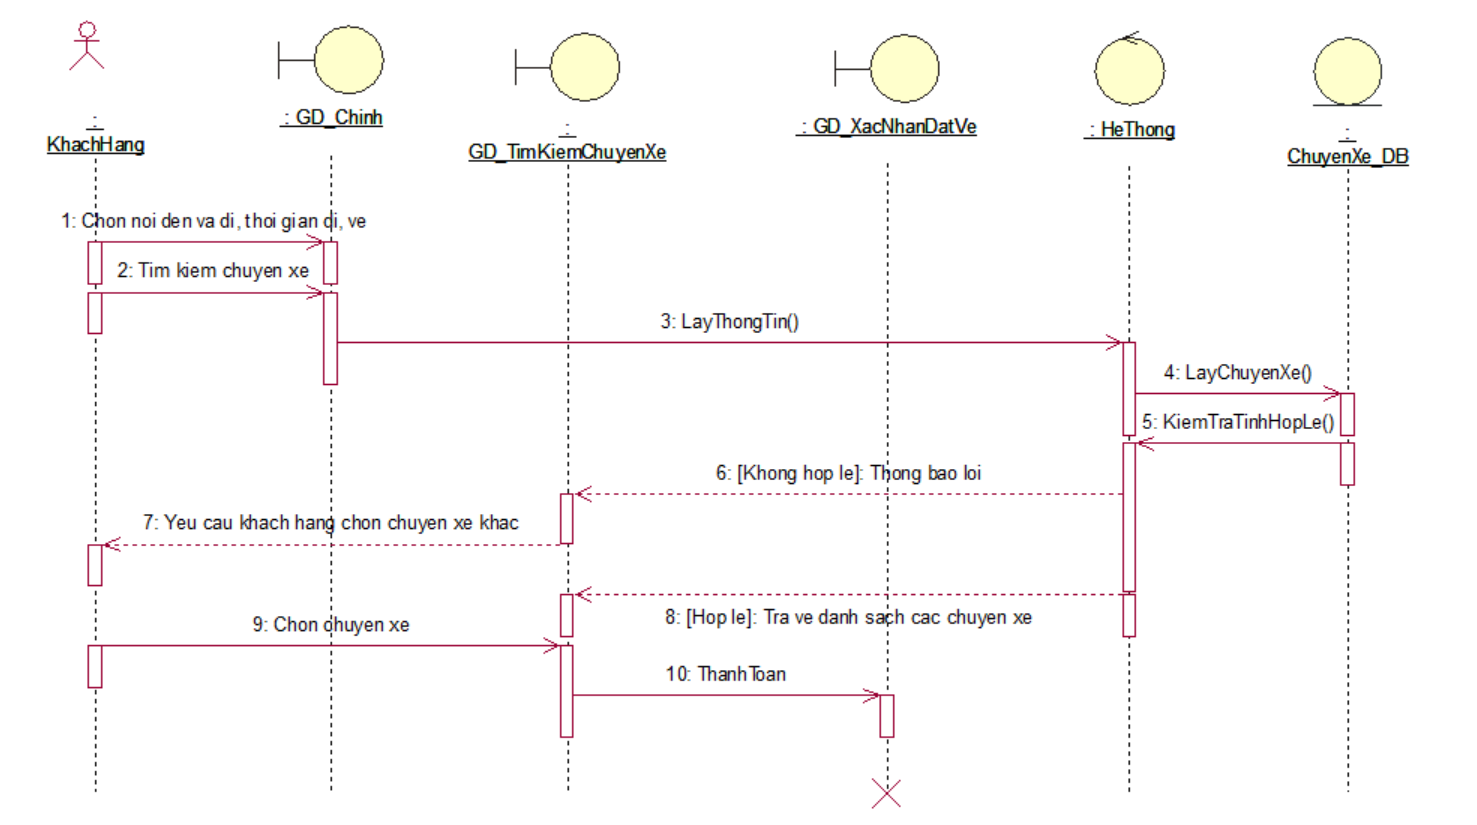 :
KhachHang
: GD_Chinh
:
GD_TimKiemChuyenXe
: GD_XacNhanDatVe
: HeThong
:
ChuyenXe_DB
1: Chon noi den va di, thoi gian di, ve
2: Tim kiem chuyen xe
3: LayThongTin()
4: LayChuyenXe()
5: KiemTraTinhHopLe()
6: [Khong hop le]: Thong bao loi
7: Yeu cau khach hang chon chuyen xe khac
8: [Hop le]: Tra ve danh sach cac chuyen xe
9: Chon chuyen xe
10: ThanhToan